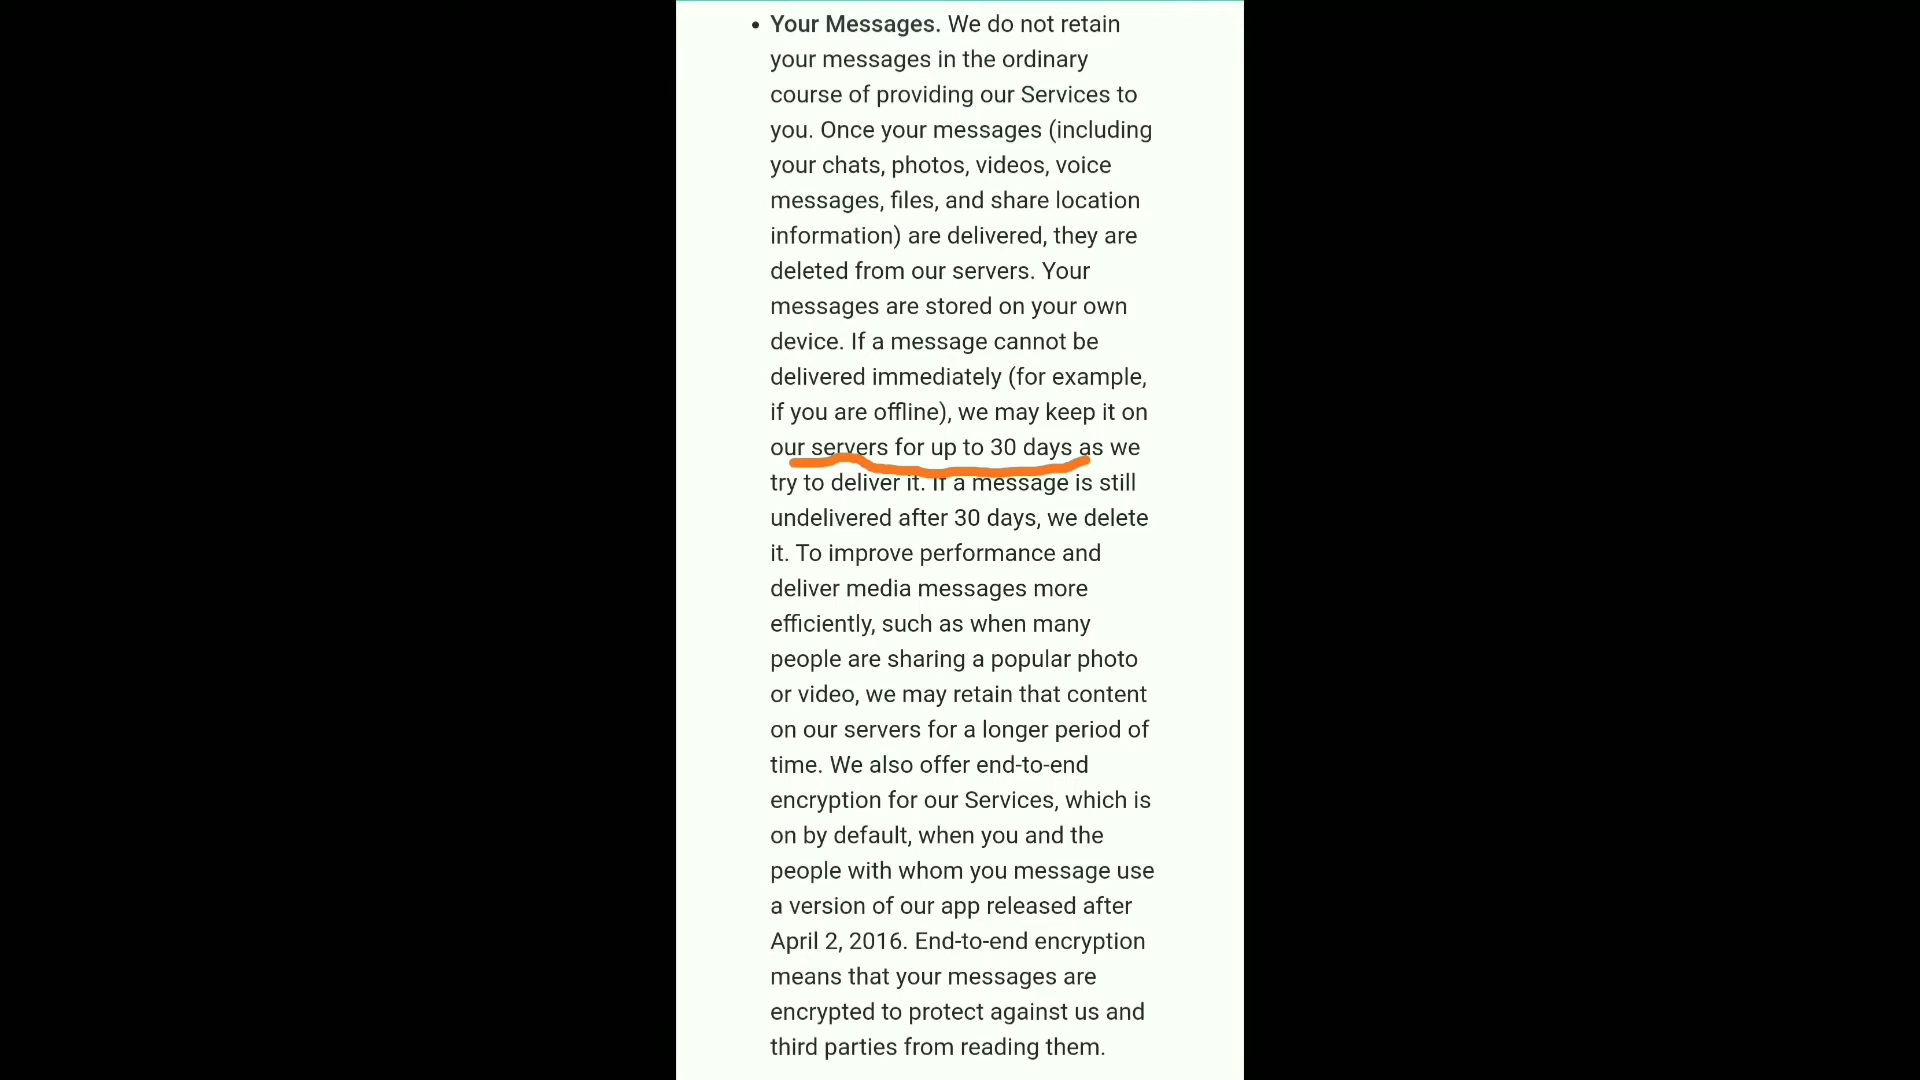 • Your Messages. We do not retain
your messages in the ordinary
course of providing our Services to
you. Once your messages (including
your chats, photos, videos, voice
messages, files, and share location
information) are delivered, they are
deleted from our servers. Your
messages are stored on your own
device. If a message cannot be
delivered immediately (for example,
if you are offline), we may keep it on
our servers for up to 30 days as we
try to deliver it. If a message is still
undelivered after 30 days, we delete
it. To improve performance and
deliver media messages more
efficiently, such as when many
people are sharing a popular photo
or video, we may retain that content
on our servers for a longer period of
time. We also offer end-to-end
encryption for our Services, which is
on by default, when you and the
people with whom you message use
a version of our app released after
April 2, 2016. End-to-end encryption
means that your messages are
encrypted to protect against us and
third parties from reading them.